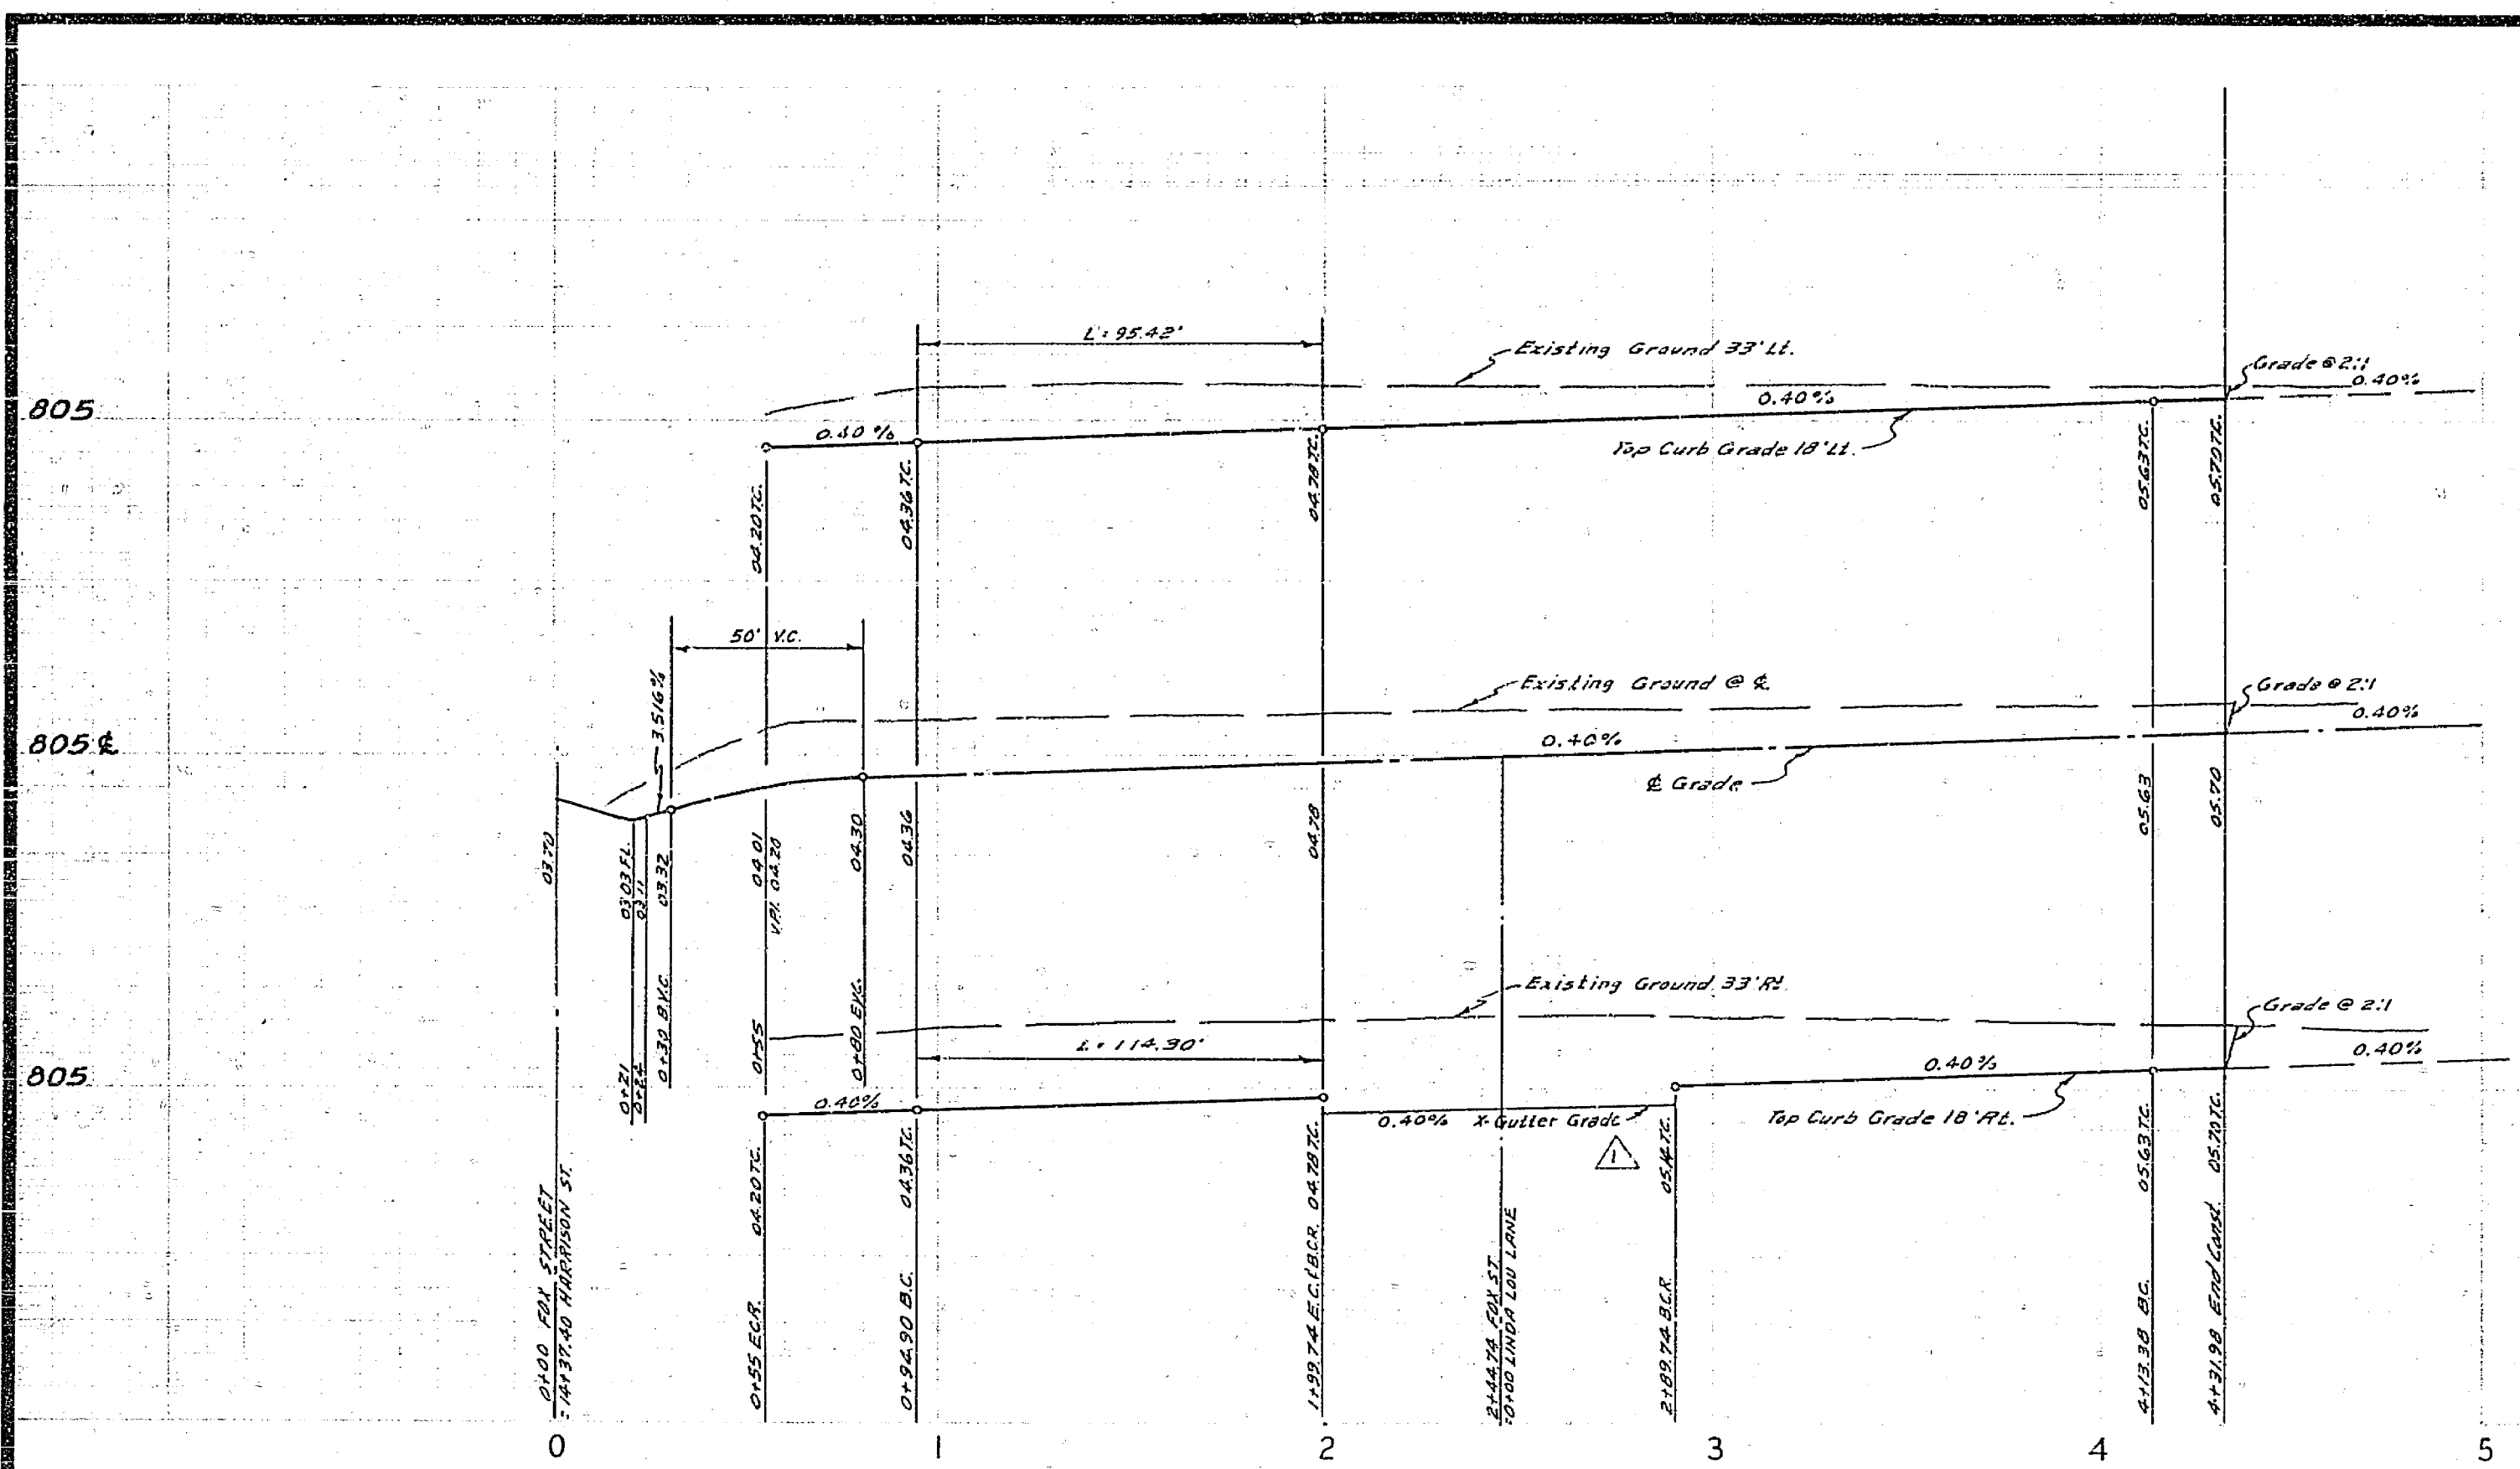 L = 95.42'
Existing Ground 33' Lt.
Grade @ 2:1
0.40%
805
0.40 %
0.40%
Top Curb Grade 18' Lt.
04.20 T.C.
04.36 T.C.
04.78 T.C.
05.63 T.C.
05.70 T.C.
50' V.C.
3.516%
Existing Ground @ ℄
Grade @ 2:1
0.40%
805 ℄
0.40%
℄ Grade
03.70
03.03 FL.
03.11
03.32
04.01
V.P.I. 04.20
04.30
04.36
04.78
05.63
05.70
0+21
0+24
0+30 B.V.C.
0+55
0+80 E.V.C.
Existing Ground 33' Rt.
Grade @ 2:1
L = 114.30'
0.40%
805
0.40%
0.40%
0.40% X-Gutter Grade
1
Top Curb Grade 18' Rt.
0+00 FOX STREET
= 14+37.40 HARRISON ST.
0+55 E.C.R. 04.20 T.C.
0+94.90 B.C. 04.36 T.C.
1+99.74 E.C. & B.C.R. 04.78 T.C.
2+44.74 FOX ST.
= 0+00 LINDA LOU LANE
2+89.74 B.C.R. 05.14 T.C.
4+13.38 B.C. 05.63 T.C.
4+31.98 End Const. 05.70 T.C.
0 1 2 3 4 5